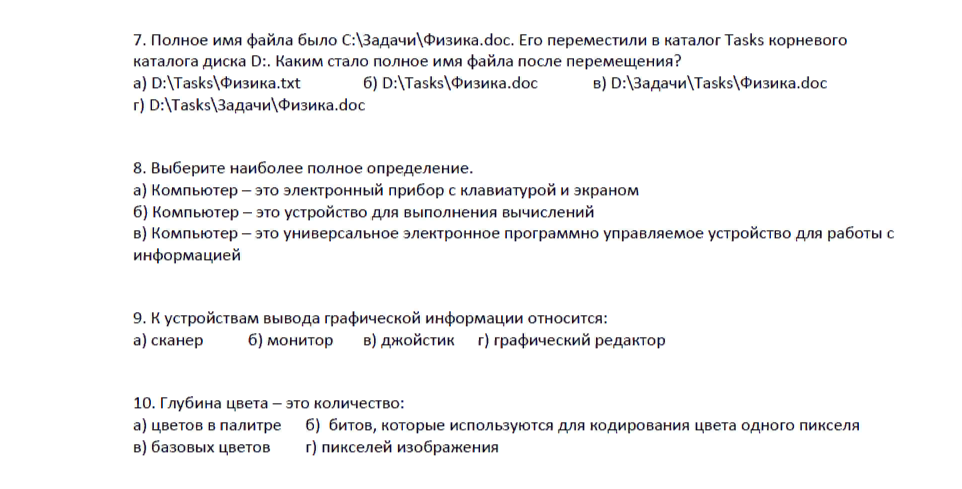 7. Полное имя файла было C:\Задачи\Физика.doc. Его переместили в каталог Tasks корневого
каталога диска D:. Каким стало полное имя файла после перемещения?
а) D:\Tasks\Физика.txt б) D:\Tasks\Физика.doc в) D:\Задачи\Tasks\Физика.doc
г) D:\Tasks\Задачи\Физика.doc
8. Выберите наиболее полное определение.
а) Компьютер – это электронный прибор с клавиатурой и экраном
б) Компьютер – это устройство для выполнения вычислений
в) Компьютер – это универсальное электронное программно управляемое устройство для работы с
информацией
9. К устройствам вывода графической информации относится:
а) сканер б) монитор в) джойстик г) графический редактор
10. Глубина цвета – это количество:
а) цветов в палитре б) битов, которые используются для кодирования цвета одного пикселя
в) базовых цветов г) пикселей изображения